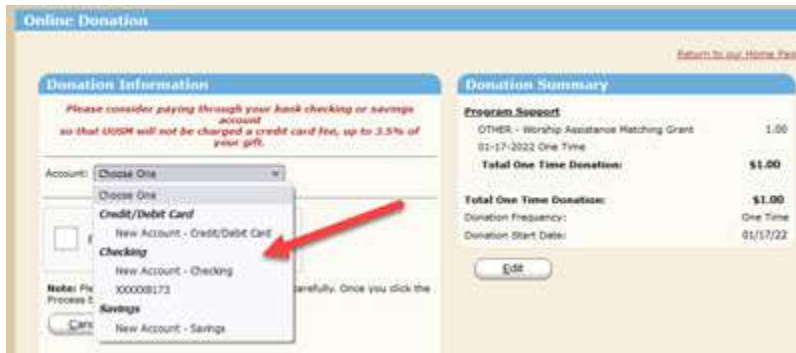 Online Donation
Return to our Home Page
Donation Information
Please consider paying through your bank checking or savings
account
so that UUSM will not be charged a credit card fee, up to 3.5% of
your gift.
Account: Choose One
Choose One
Credit/Debit Card
New Account - Credit/Debit Card
Checking
New Account - Checking
XXXXX8173
Savings
New Account - Savings
Note:
carefully. Once you click the
Process
Donation Summary
Program Support
OTHER - Worship Assistance Matching Grant 1.00
01-17-2022 One Time
Total One Time Donation: $1.00
Total One Time Donation: $1.00
Donation Frequency: One Time
Donation Start Date: 01/17/22
Edit